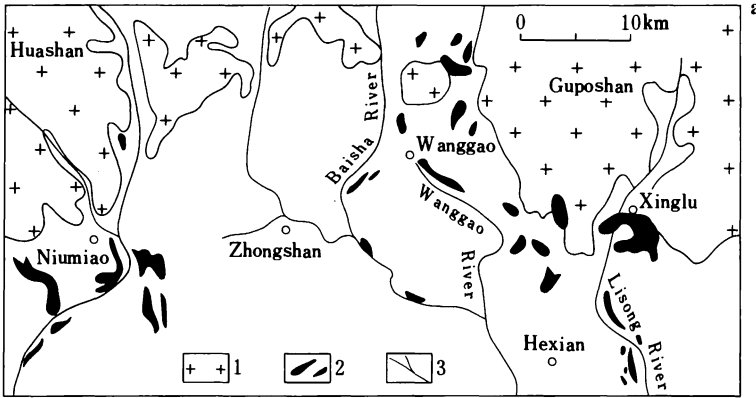 a
0 10km
Huashan
Guposhan
Baisha River
Wanggao
Wanggao River
Xinglu
Zhongshan
Niumiao
Lisong River
Hexian
+ + 1
2
3